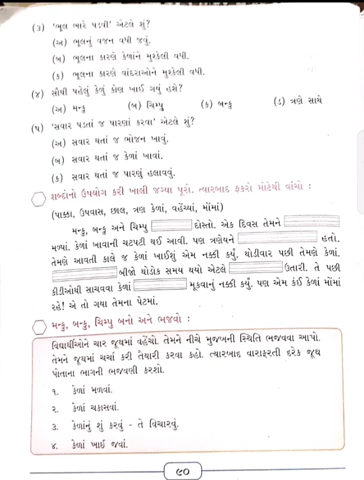 (૩) 'ભૂલ ભારે પડવી' એટલે શું?
(અ) ભૂલનું વજન વધી જવું.
(બ) ભૂલના કારણે કેળાંને મુશ્કેલી વધી.
(ક) ભૂલના કારણે વાંદરાઓને મુશ્કેલી વધી.
(૪) સૌથી પહેલું કેળું કોણ ખાઈ ગયું હશે?
(અ) મન્કુ (બ) ચિમ્પુ (ક) બન્કુ (ડ) ત્રણે સાથે
(૫) 'સવાર પડતાં જ પારણાં કરવા' એટલે શું?
(અ) સવાર થતાં જ ભોજન ખાવું.
(બ) સવાર થતાં જ કેળાં ખાવાં.
(ક) સવાર થતાં જ પારણું હલાવવું.
શબ્દોનો ઉપયોગ કરી ખાલી જગ્યા પૂરો. ત્યારબાદ ફકરો મોટેથી વાંચો :
(પાક્કા, ઉપવાસ, છાલ, ત્રણ કેળાં, વહેંચ્યાં, મોંમાં)
મન્કુ, બન્કુ અને ચિમ્પુ દોસ્તો. એક દિવસ તેમને
મળ્યાં. કેળાં ખાવાની ચટપટી થઈ આવી. પણ ત્રણેયને હતો.
તેમણે આવતી કાલે જ કેળાં ખાઈશું એમ નક્કી કર્યું. થોડીવાર પછી તેમણે કેળાં.
બીજો થોડોક સમય થયો એટલે ઉતારી. તે પછી
કીડીઓથી સાચવવા કેળાં મૂકવાનું નક્કી કર્યું. પણ એમ કંઈ કેળાં મોંમાં
રહે! એ તો ગયા તેમના પેટમાં.
મન્કુ, બન્કુ, ચિમ્પુ બનો અને ભજવો :
વિદ્યાર્થીઓને ચાર જૂથમાં વહેંચો. તેમને નીચે મુજબની સ્થિતિ ભજવવા આપો.
તેમને જૂથમાં ચર્ચા કરી તૈયારી કરવા કહો. ત્યારબાદ વારાફરતી દરેક જૂથ
પોતાના ભાગની ભજવણી કરશો.
૧. કેળાં મળવાં.
૨. કેળાં ચકાસવાં.
૩. કેળાંનું શું કરવું - તે વિચારવું.
૪. કેળાં ખાઈ જવાં.
૯૦